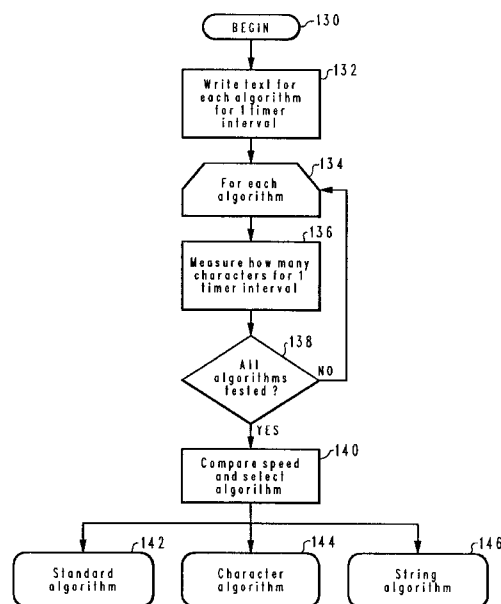 BEGIN
130
132
Write text for
each algorithm
for 1 timer
interval
134
For each
algorithm
136
Measure how many
characters for 1
timer interval
138
All
algorithms
tested?
NO
YES
140
Compare speed
and select
algorithm
142
144
146
Standard
algorithm
Character
algorithm
String
algorithm